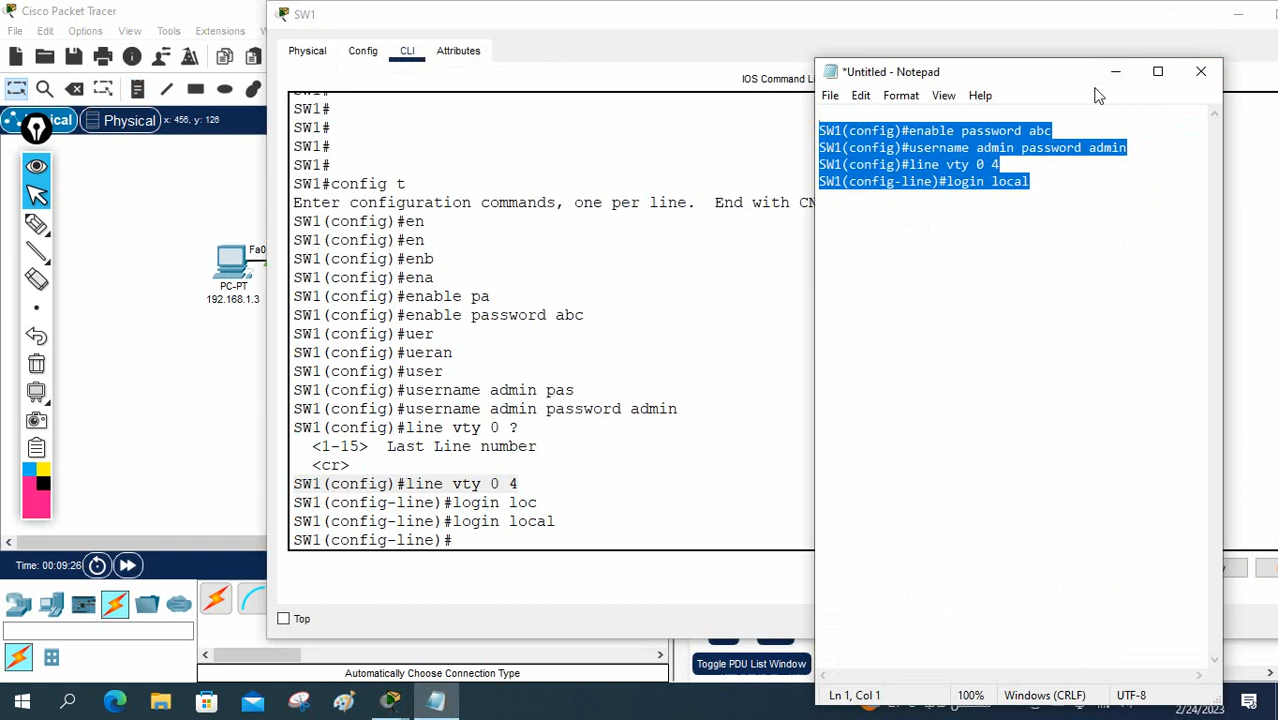 Cisco Packet Tracer
File Edit Options View Tools Extensions
Physical
x: 456, y: 126
Fa0
PC-PT
192.168.1.3
Time: 00:09:26
SW1
Physical Config CLI Attributes
IOS Command Li
SW1#
SW1#
SW1#
SW1#
SW1#config t
Enter configuration commands, one per line. End with CN
SW1(config)#en
SW1(config)#en
SW1(config)#enb
SW1(config)#ena
SW1(config)#enable pa
SW1(config)#enable password abc
SW1(config)#uer
SW1(config)#ueran
SW1(config)#user
SW1(config)#username admin pas
SW1(config)#username admin password admin
SW1(config)#line vty 0 ?
<1-15> Last Line number
<cr>
SW1(config)#line vty 0 4
SW1(config-line)#login loc
SW1(config-line)#login local
SW1(config-line)#
Top
*Untitled - Notepad
File Edit Format View Help
SW1(config)#enable password abc
SW1(config)#username admin password admin
SW1(config)#line vty 0 4
SW1(config-line)#login local
Ln 1, Col 1 100% Windows (CRLF) UTF-8
Toggle PDU List Window
Automatically Choose Connection Type
2/24/2023